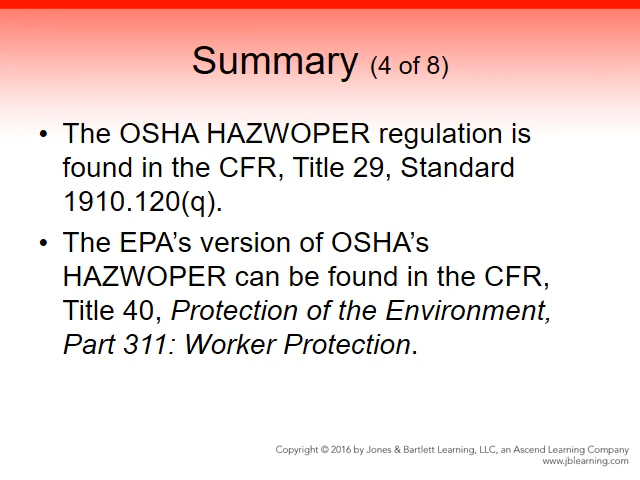 Summary (4 of 8)
• The OSHA HAZWOPER regulation is
found in the CFR, Title 29, Standard
1910.120(q).
• The EPA’s version of OSHA’s
HAZWOPER can be found in the CFR,
Title 40, Protection of the Environment,
Part 311: Worker Protection.
Copyright © 2016 by Jones & Bartlett Learning, LLC, an Ascend Learning Company
www.jblearning.com